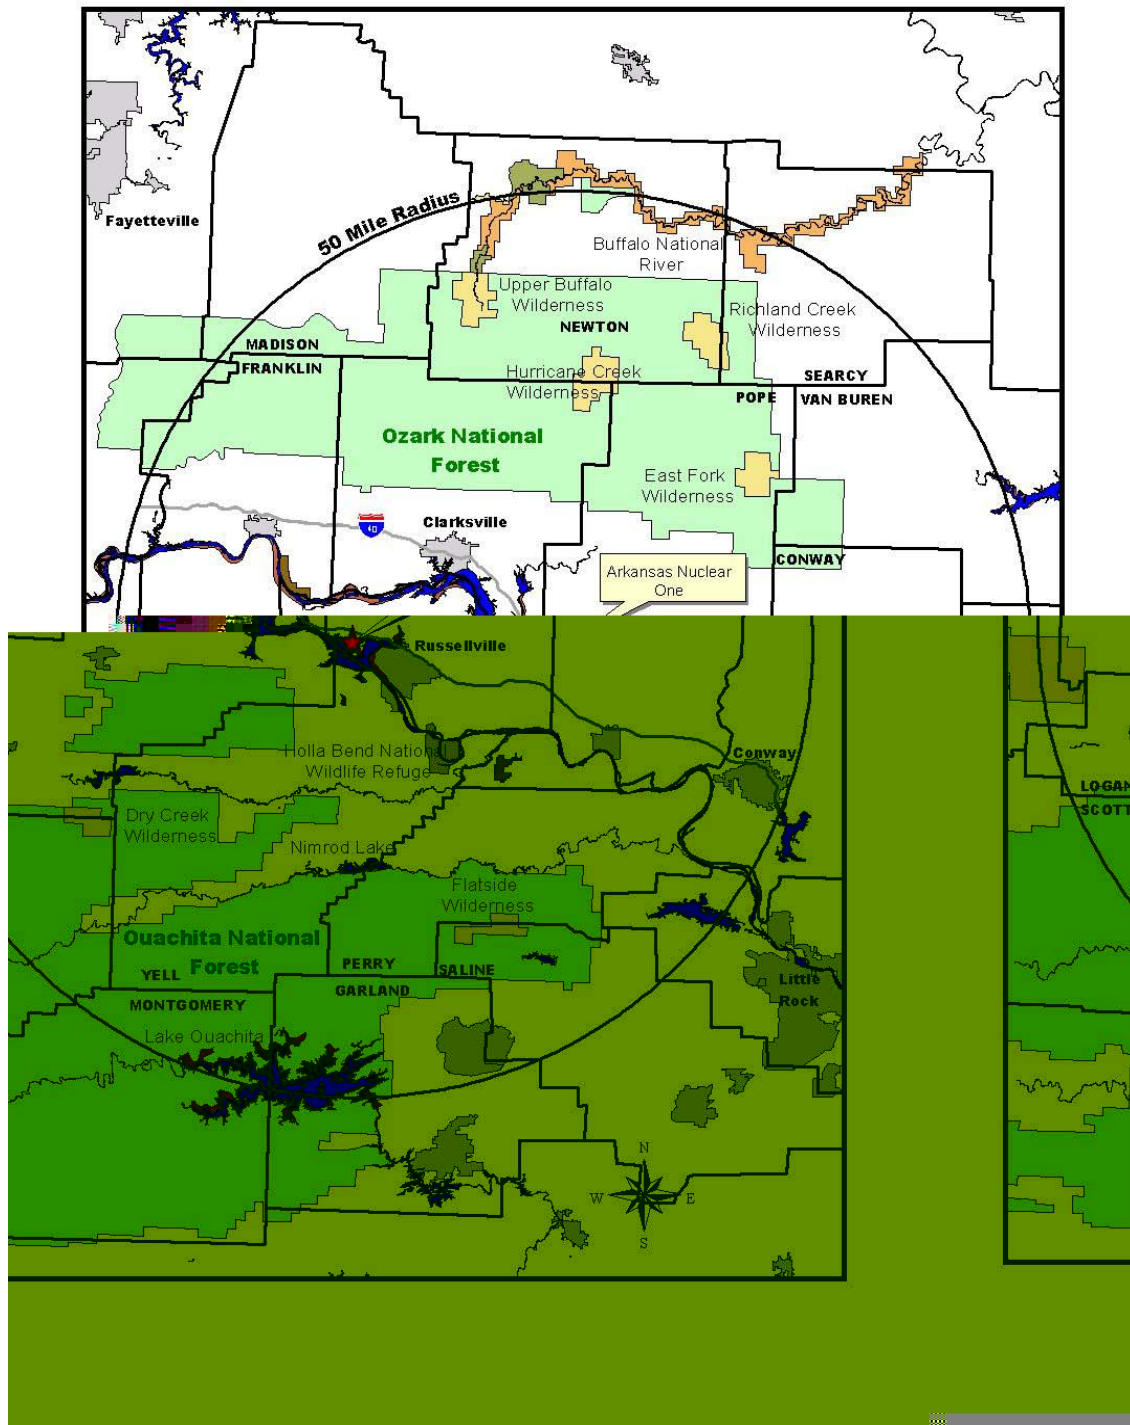 Fayetteville
50 Mile Radius
Buffalo National
River
Upper Buffalo
Wilderness
Richland Creek
Wilderness
NEWTON
MADISON
FRANKLIN
Hurricane Creek
Wilderness
SEARCY
POPE
VAN BUREN
Ozark National
Forest
East Fork
Wilderness
40
Clarksville
CONWAY
Arkansas Nuclear
One
Russellville
Holla Bend National
Wildlife Refuge
Conway
LOGAN
SCOTT
Dry Creek
Wilderness
Nimrod Lake
Flatside
Wilderness
Ouachita National
Forest
YELL
PERRY
SALINE
MONTGOMERY
GARLAND
Little
Rock
Lake Ouachita
N
W
E
S